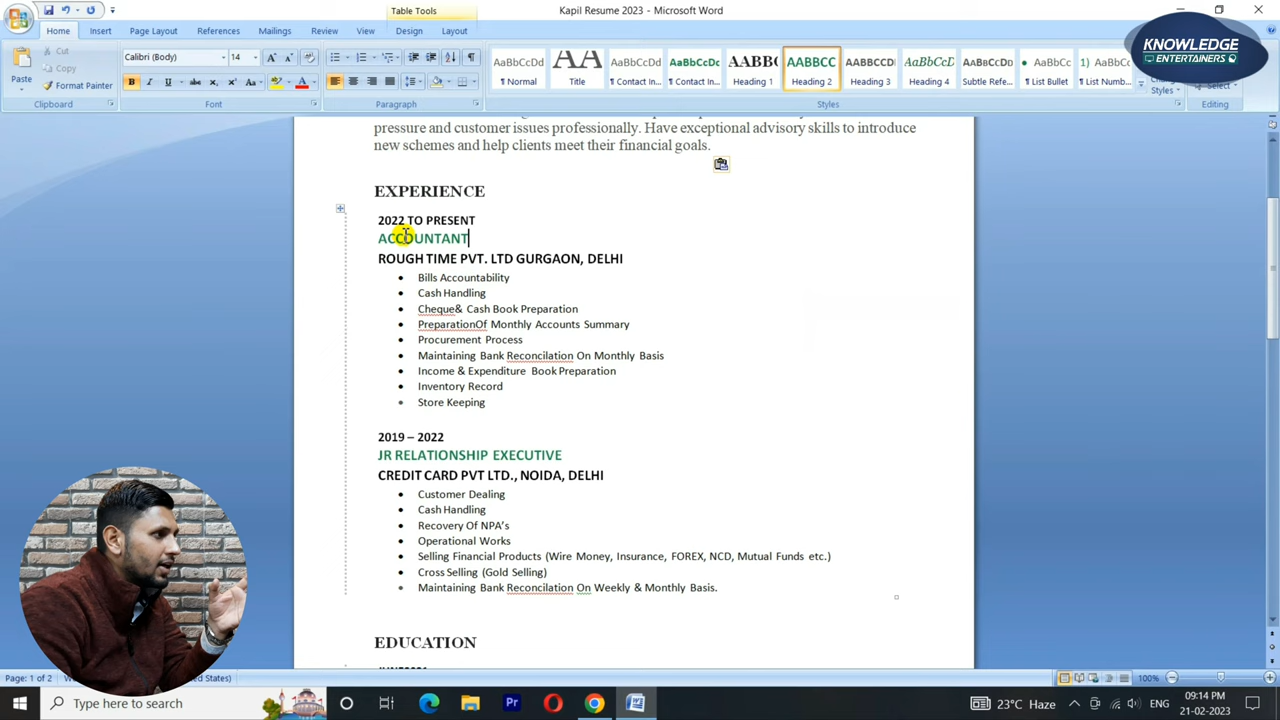 Kapil Resume 2023 - Microsoft Word
Table Tools
Home Insert Page Layout References Mailings Review View Design Layout
KNOWLEDGE
ENTERTAINERS
Paste
Cut
Copy
Format Painter
Clipboard
Calibri (Body) 14
Font
Paragraph
AaBbCcDd AA AaBbCcDd AaBbCcDc AABBC AABBCC AABBCCDD AaBbCcD AaBbCcDd AaBbCc 1) AaBbC
¶ Normal Title ¶ Contact In... ¶ Contact In... Heading 1 Heading 2 Heading 3 Heading 4 Subtle Refe... ¶ List Bullet ¶ List Numb...
Styles
Styles
Select
Editing
pressure and customer issues professionally. Have exceptional advisory skills to introduce
new schemes and help clients meet their financial goals.
EXPERIENCE
2022 TO PRESENT
ACCOUNTANT
ROUGH TIME PVT. LTD GURGAON, DELHI
• Bills Accountability
• Cash Handling
• Cheque& Cash Book Preparation
• PreparationOf Monthly Accounts Summary
• Procurement Process
• Maintaining Bank Reconcilation On Monthly Basis
• Income & Expenditure Book Preparation
• Inventory Record
• Store Keeping
2019 – 2022
JR RELATIONSHIP EXECUTIVE
CREDIT CARD PVT LTD., NOIDA, DELHI
• Customer Dealing
• Cash Handling
• Recovery Of NPA's
• Operational Works
• Selling Financial Products (Wire Money, Insurance, FOREX, NCD, Mutual Funds etc.)
• Cross Selling (Gold Selling)
• Maintaining Bank Reconcilation On Weekly & Monthly Basis.
EDUCATION
Page: 1 of 2
States)
100%
Type here to search
23°C Haze
ENG
09:14 PM
21-02-2023